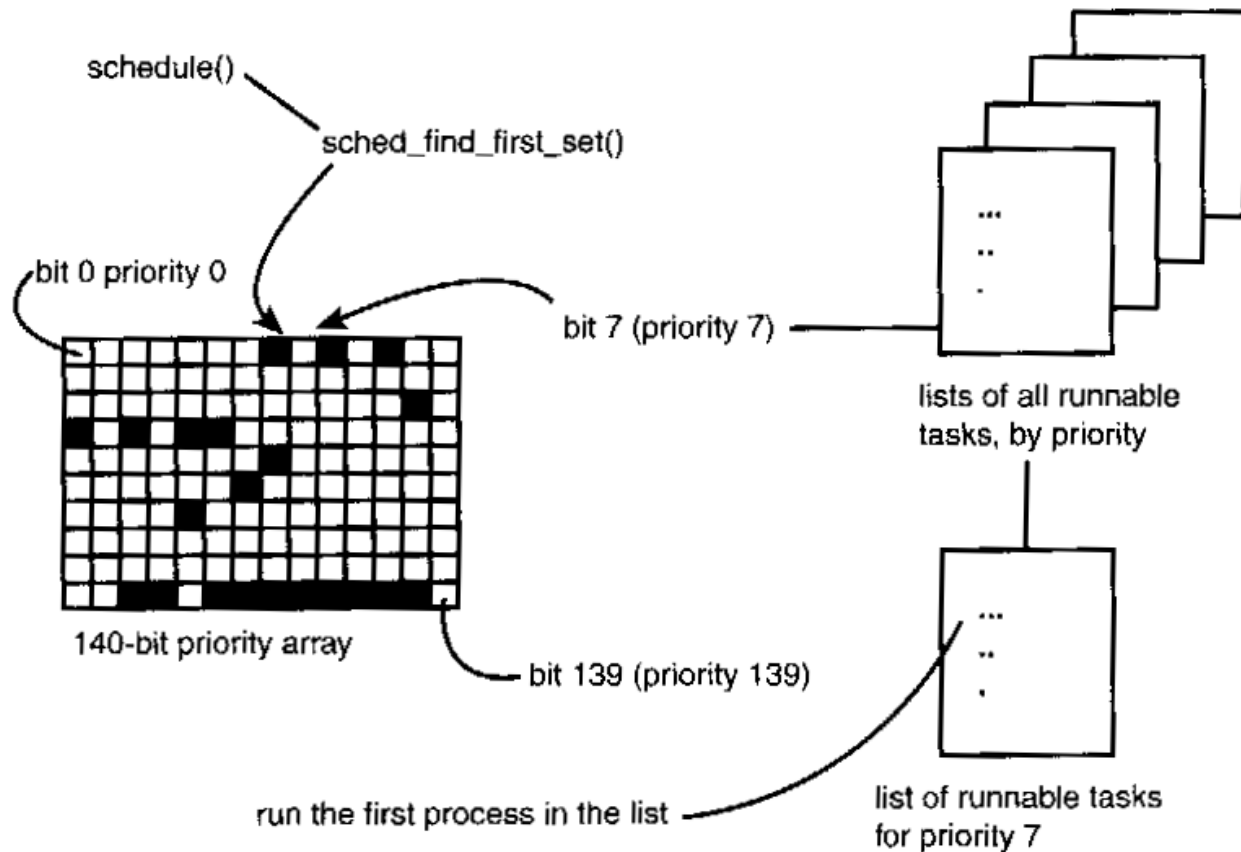 schedule()
sched_find_first_set()
bit 0 priority 0
bit 7 (priority 7)
lists of all runnable
tasks, by priority
140-bit priority array
bit 139 (priority 139)
run the first process in the list
list of runnable tasks
for priority 7